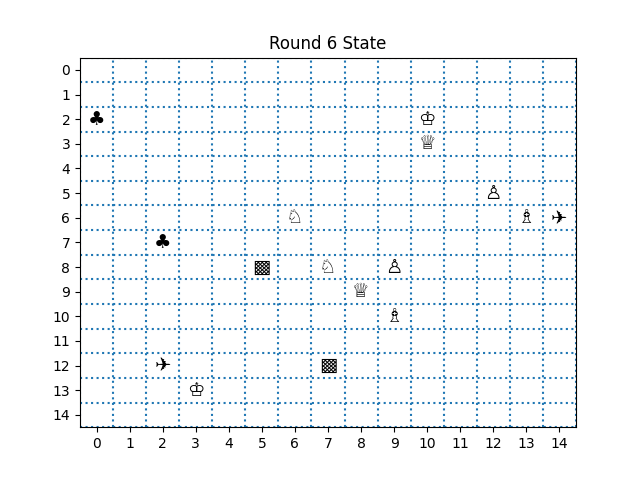 Round 6 State
0
1
2 ♣ ♔
3 ♕
4
5 ♙
6 ♘ ♗ ✈
7 ♣
8 ▩ ♘ ♙
9 ♕
10 ♗
11
12 ✈ ▩
13 ♔
14
0 1 2 3 4 5 6 7 8 9 10 11 12 13 14